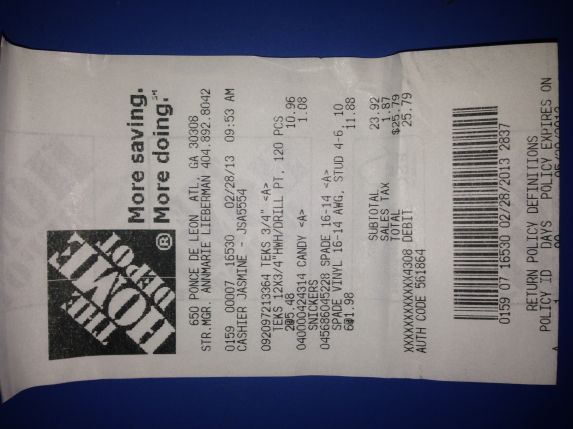 THE
HOME
DEPOT
®
More saving.
More doing.℠
650 PONCE DE LEON ATL, GA 30308
STR.MGR. ANNMARIE LIEBERMAN 404.892.8042
0159 00007 16530 02/28/13 09:53 AM
CASHIER JASMINE - JSA5554
092097213364 TEKS 3/4" <A>
TEKS 12X3/4"HWH/DRILL PT, 120 PCS
2@5.48 10.96
040000424314 CANDY <A> 1.08
SNICKERS
045686045228 SPADE 16-14 <A>
SPADE VINYL 16-14 AWG, STUD 4-6, 10
6@1.98 11.88
SUBTOTAL 23.92
SALES TAX 1.87
TOTAL $25.79
XXXXXXXXXXXX4308 DEBIT 25.79
AUTH CODE 561864
0159 07 16530 02/28/2013 2837
RETURN POLICY DEFINITIONS
POLICY ID DAYS POLICY EXPIRES ON
A 1 90